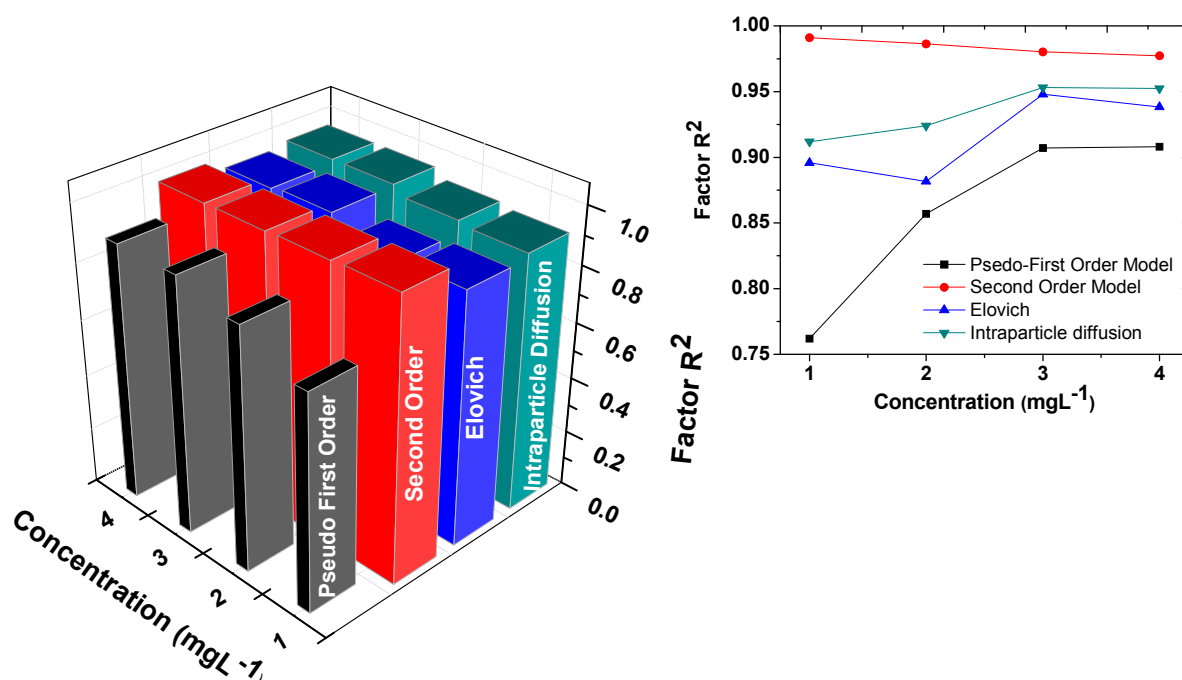 1.0
0.8
0.6
0.4
0.2
0.0
Factor R²
Pseudo First Order
Second Order
Elovich
Intraparticle Diffusion
4
3
2
1
Concentration (mgL⁻¹)
1.00
0.95
0.90
0.85
0.80
0.75
Factor R²
Psedo-First Order Model
Second Order Model
Elovich
Intraparticle diffusion
1 2 3 4
Concentration (mgL⁻¹)